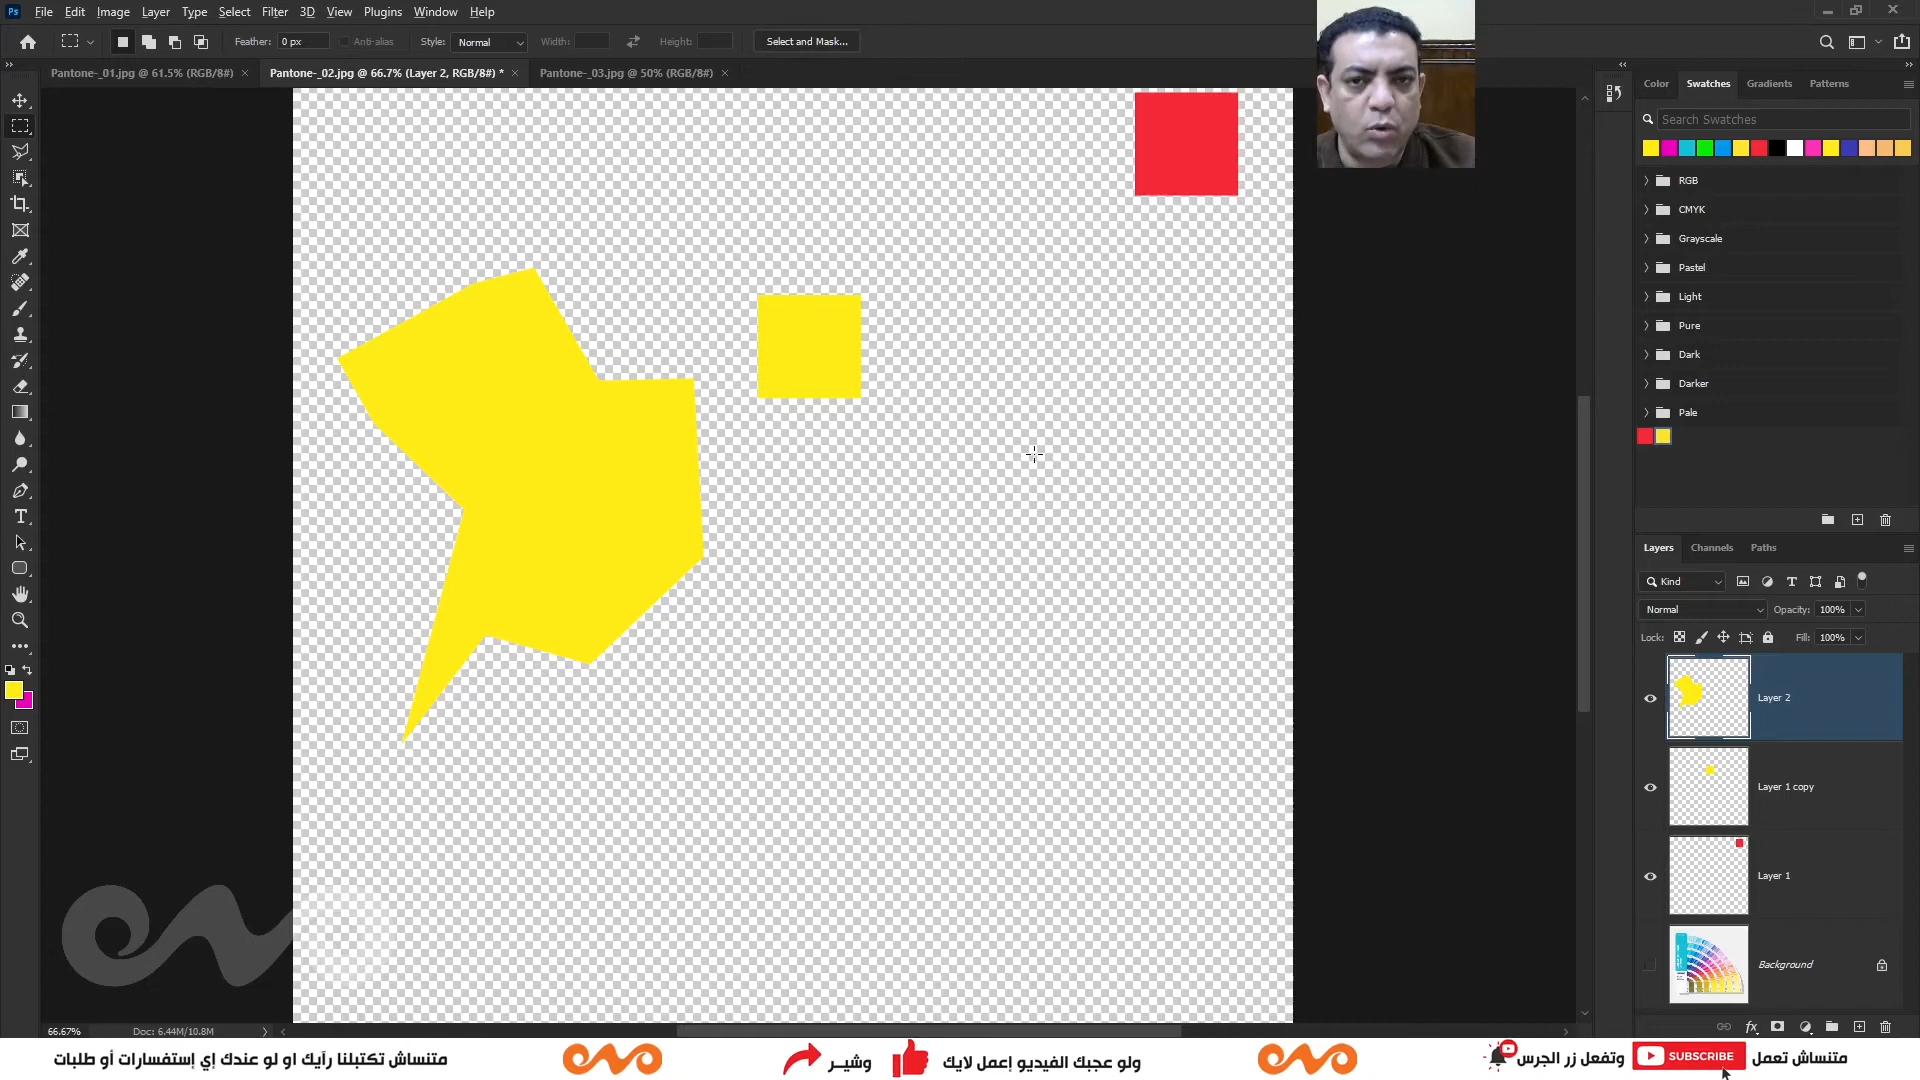 Ps File Edit Image Layer Type Select Filter 3D View Plugins Window Help
Feather: 0 px Anti-alias Style: Normal Width: Height: Select and Mask...
Pantone-_01.jpg @ 61.5% (RGB/8#) Pantone-_02.jpg @ 66.7% (Layer 2, RGB/8#) * Pantone-_03.jpg @ 50% (RGB/8#)
Color Swatches Gradients Patterns
Search Swatches
RGB
CMYK
Grayscale
Pastel
Light
Pure
Dark
Darker
Pale
Layers Channels Paths
Kind
Normal Opacity: 100%
Lock: Fill: 100%
Layer 2
Layer 1 copy
Layer 1
Background
66.67% Doc: 6.44M/10.8M
متنساش تعمل SUBSCRIBE وتفعل زر الجرس
ولو عجبك الفيديو إعمل لايك وشير
متنساش تكتبلنا رآيك او لو عندك إي إستفسارات أو طلبات